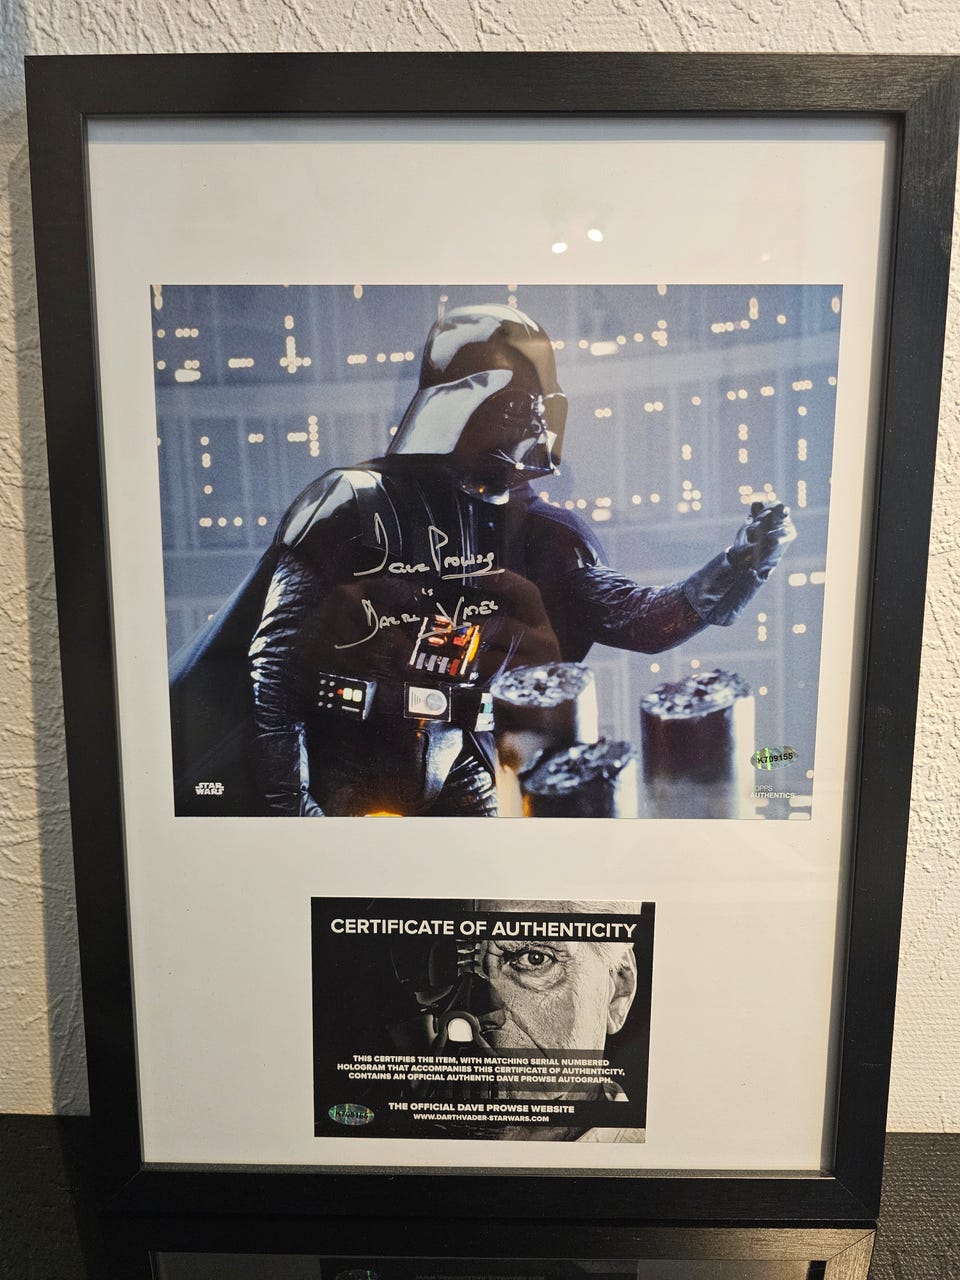 Dave Prowse
is
Darth Vader
K709155
STAR
WARS
TOPPS
AUTHENTICS
CERTIFICATE OF AUTHENTICITY
THIS CERTIFIES THE ITEM, WITH MATCHING SERIAL NUMBERED
HOLOGRAM THAT ACCOMPANIES THIS CERTIFICATE OF AUTHENTICITY,
CONTAINS AN OFFICIAL AUTHENTIC DAVE PROWSE AUTOGRAPH.
THE OFFICIAL DAVE PROWSE WEBSITE
WWW.DARTHVADER-STARWARS.COM